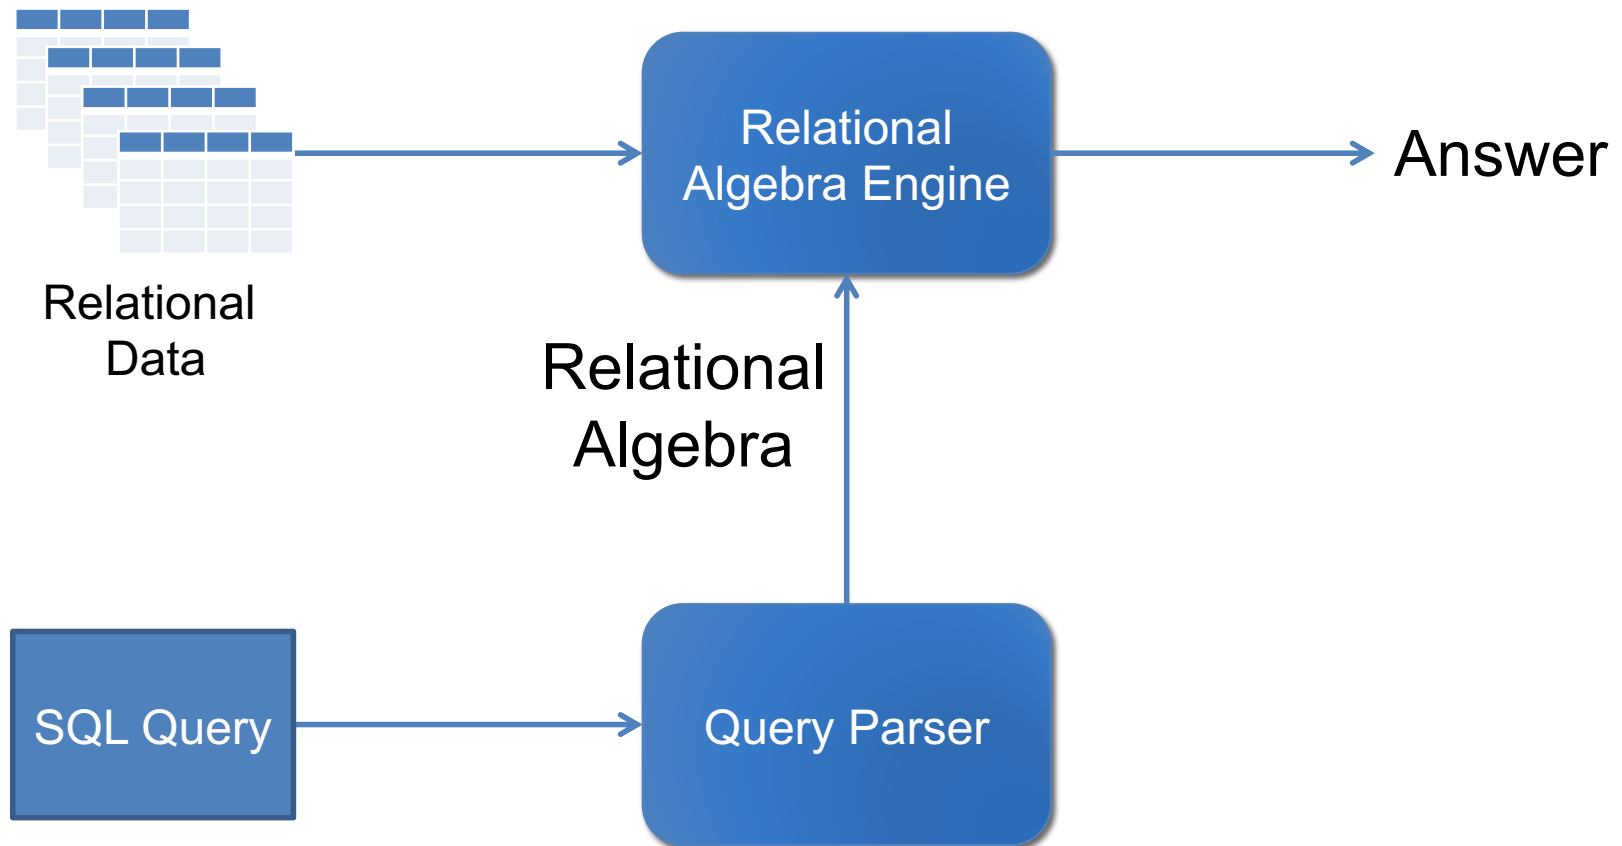 Relational
Algebra Engine
Answer
Relational
Data
Relational
Algebra
SQL Query
Query Parser